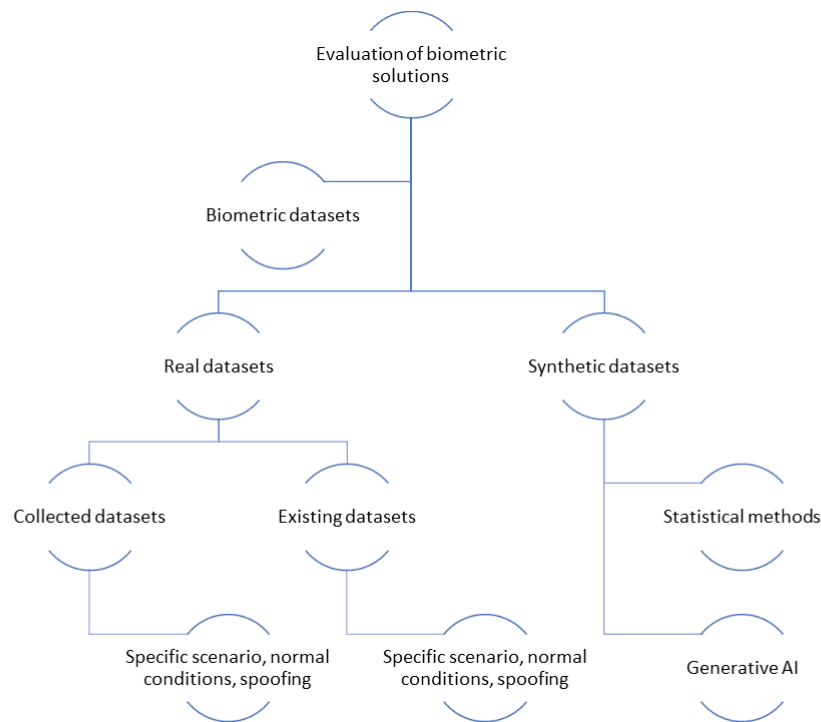 Evaluation of biometric
solutions
Biometric datasets
Real datasets
Synthetic datasets
Collected datasets
Existing datasets
Statistical methods
Specific scenario, normal
conditions, spoofing
Specific scenario, normal
conditions, spoofing
Generative AI